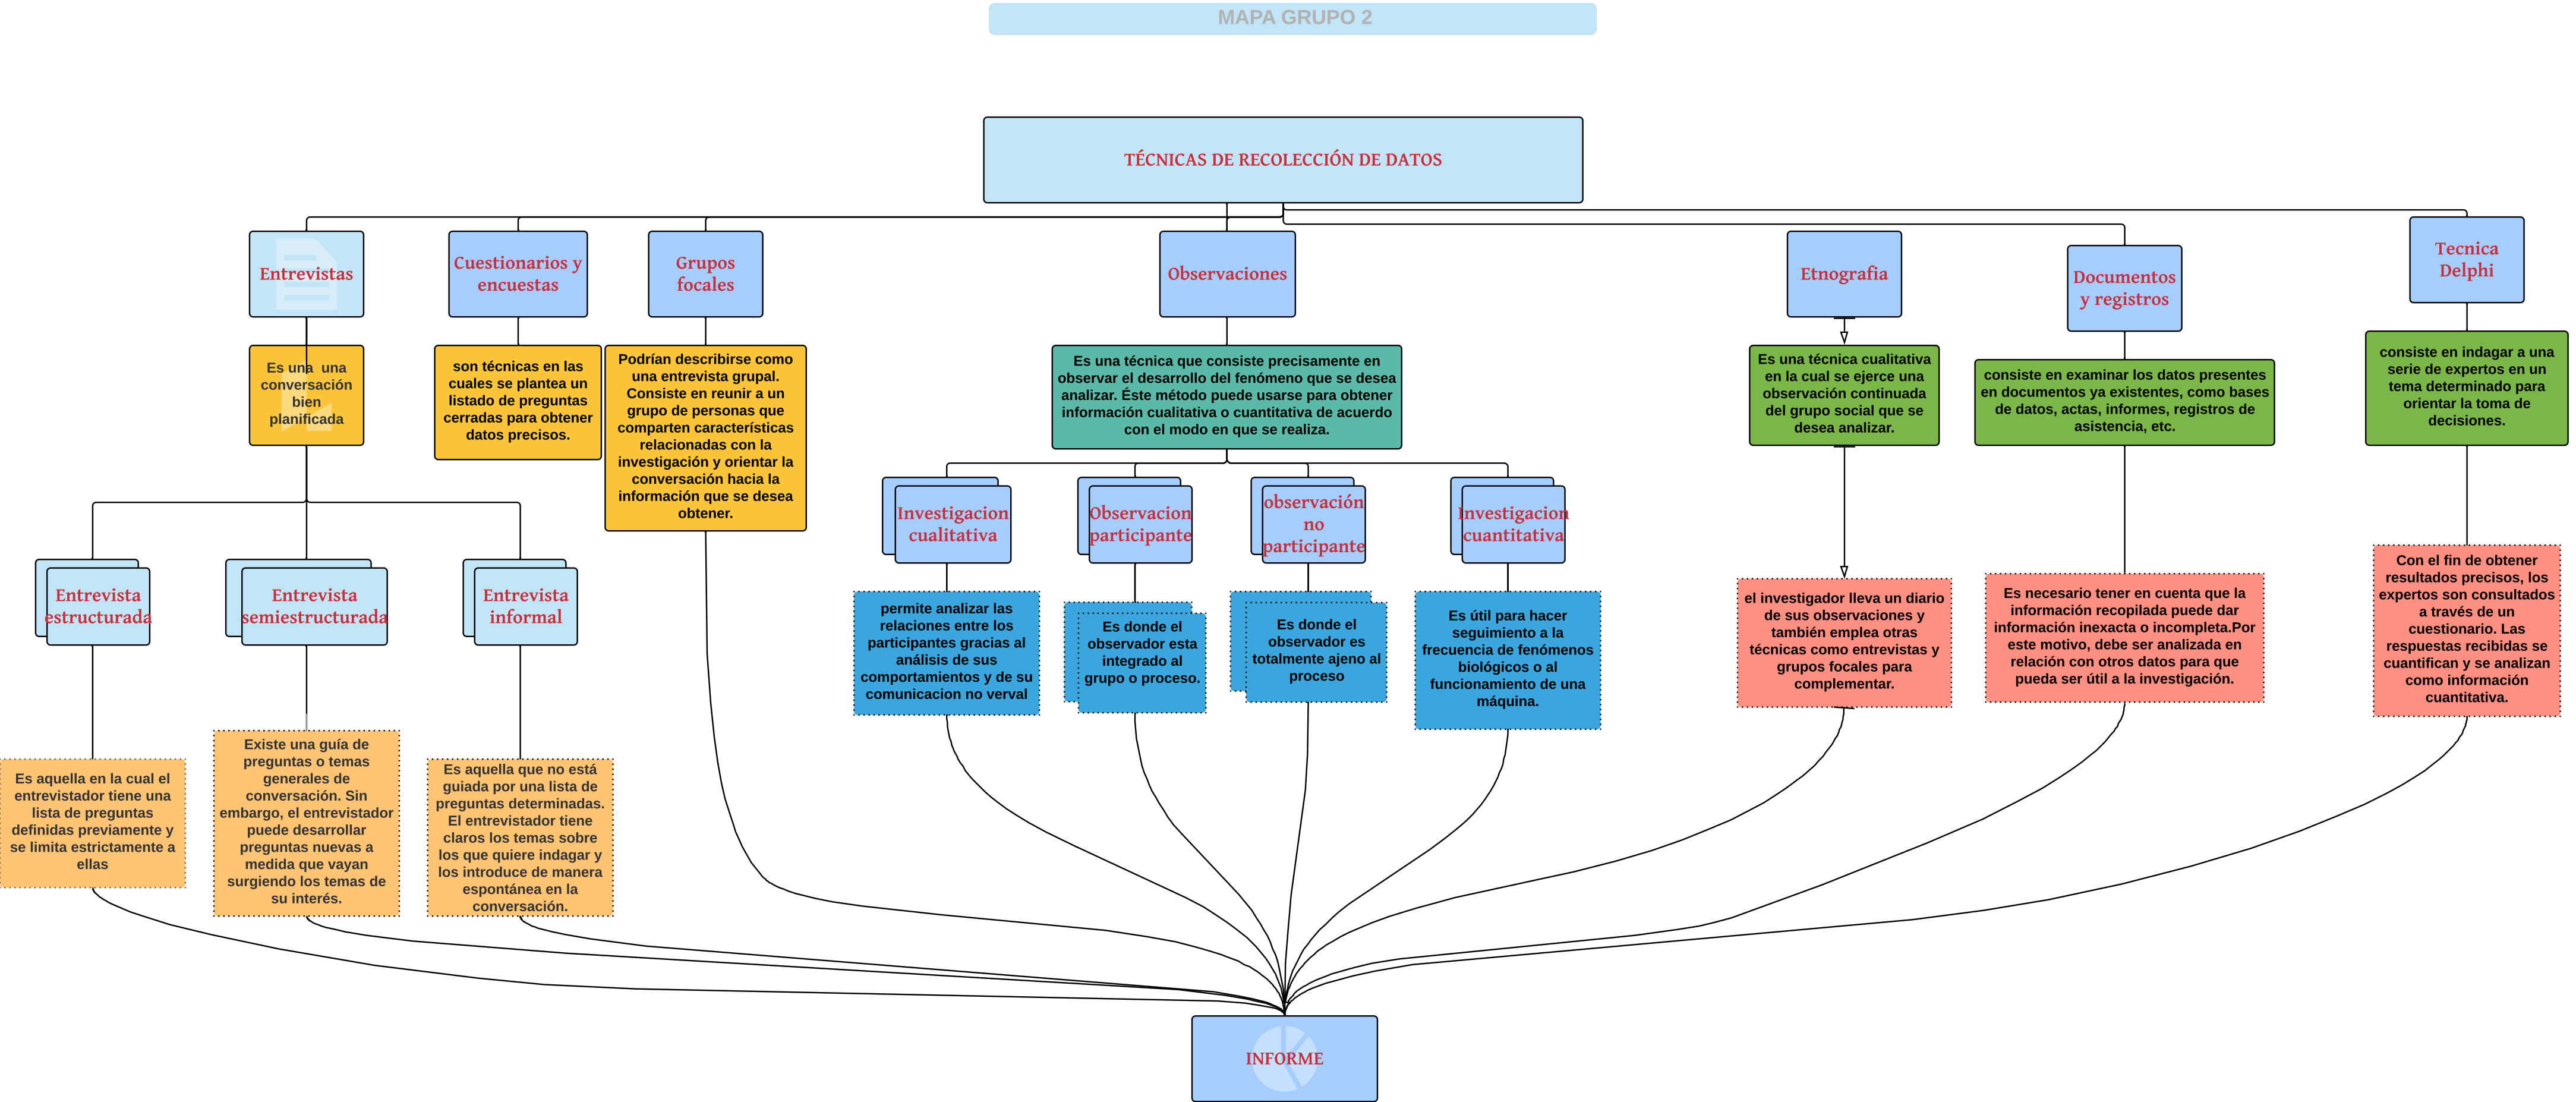 MAPA GRUPO 2
TÉCNICAS DE RECOLECCIÓN DE DATOS
Entrevistas
Cuestionarios y
encuestas
Grupos
focales
Observaciones
Etnografia
Documentos
y registros
Tecnica
Delphi
Es una  una
conversación
bien
planificada
son técnicas en las
cuales se plantea un
listado de preguntas
cerradas para obtener
datos precisos.
Podrían describirse como
una entrevista grupal.
Consiste en reunir a un
grupo de personas que
comparten características
relacionadas con la
investigación y orientar la
conversación hacia la
información que se desea
obtener.
Es una técnica que consiste precisamente en
observar el desarrollo del fenómeno que se desea
analizar. Éste método puede usarse para obtener
información cualitativa o cuantitativa de acuerdo
con el modo en que se realiza.
Es una técnica cualitativa
en la cual se ejerce una
observación continuada
del grupo social que se
desea analizar.
consiste en examinar los datos presentes
en documentos ya existentes, como bases
de datos, actas, informes, registros de
asistencia, etc.
consiste en indagar a una
serie de expertos en un
tema determinado para
orientar la toma de
decisiones.
Investigacion
cualitativa
Observacion
participante
observación
no
participante
Investigacion
cuantitativa
Entrevista
estructurada
Entrevista
semiestructurada
Entrevista
informal
permite analizar las
relaciones entre los
participantes gracias al
análisis de sus
comportamientos y de su
comunicacion no verval
Es donde el
observador esta
integrado al
grupo o proceso.
Es donde el
observador es
totalmente ajeno al
proceso
Es útil para hacer
seguimiento a la
frecuencia de fenómenos
biológicos o al
funcionamiento de una
máquina.
el investigador lleva un diario
de sus observaciones y
también emplea otras
técnicas como entrevistas y
grupos focales para
complementar.
Es necesario tener en cuenta que la
información recopilada puede dar
información inexacta o incompleta.Por
este motivo, debe ser analizada en
relación con otros datos para que
pueda ser útil a la investigación.
Con el fin de obtener
resultados precisos, los
expertos son consultados
a través de un
cuestionario. Las
respuestas recibidas se
cuantifican y se analizan
como información
cuantitativa.
Es aquella en la cual el
entrevistador tiene una
lista de preguntas
definidas previamente y
se limita estrictamente a
ellas
Existe una guía de
preguntas o temas
generales de
conversación. Sin
embargo, el entrevistador
puede desarrollar
preguntas nuevas a
medida que vayan
surgiendo los temas de
su interés.
Es aquella que no está
guiada por una lista de
preguntas determinadas.
El entrevistador tiene
claros los temas sobre
los que quiere indagar y
los introduce de manera
espontánea en la
conversación.
INFORME